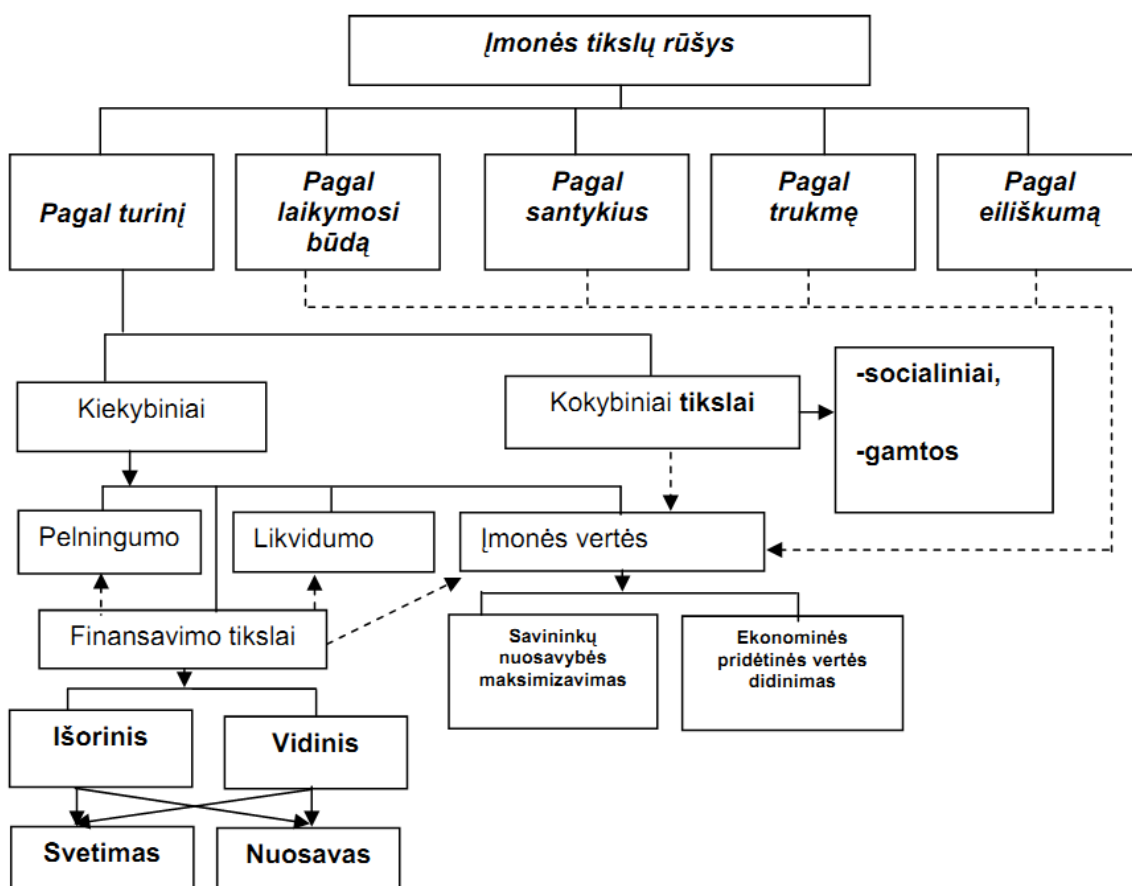 Įmonės tikslų rūšys
Pagal turinį
Pagal
laikymosi
būdą
Pagal
santykius
Pagal
trukmę
Pagal
eiliškumą
Kiekybiniai
Kokybiniai tikslai
-socialiniai,
-gamtos
Pelningumo
Likvidumo
Įmonės vertės
Finansavimo tikslai
Savininkų
nuosavybės
maksimizavimas
Ekonominės
pridėtinės vertės
didinimas
Išorinis
Vidinis
Svetimas
Nuosavas